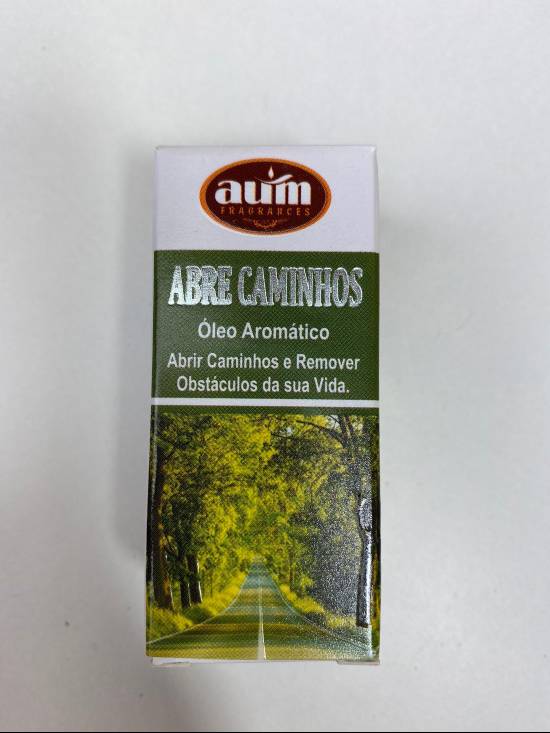 aum
FRAGRANCES
ABRE CAMINHOS
Óleo Aromático
Abrir Caminhos e Remover
Obstáculos da sua Vida.